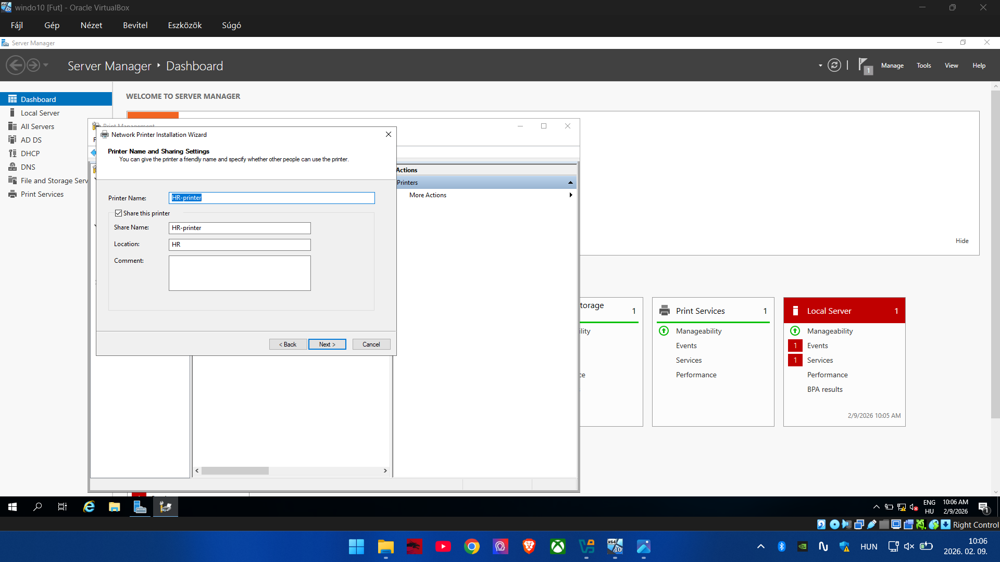 windo10 [Fut] - Oracle VirtualBox
Fájl Gép Nézet Bevitel Eszközök Súgó
Server Manager
Server Manager Dashboard
1 Manage Tools View Help
Dashboard
Local Server
All Servers
AD DS
DHCP
DNS
File and Storage Serv
Print Services
WELCOME TO SERVER MANAGER
Hide
Print Management
Network Printer Installation Wizard
Printer Name and Sharing Settings
You can give the printer a friendly name and specify whether other people can use the printer.
Printer Name: HR-printer
Share this printer
Share Name: HR-printer
Location: HR
Comment:
< Back Next > Cancel
Actions
Printers
More Actions
torage 1
ility
ce
Print Services 1
Manageability
Events
Services
Performance
Local Server 1
Manageability
1 Events
1 Services
Performance
BPA results
2/9/2026 10:05 AM
ENG
HU
10:06 AM
2/9/2026
1
Right Control
X64
10
HUN
10:06
2026. 02. 09.